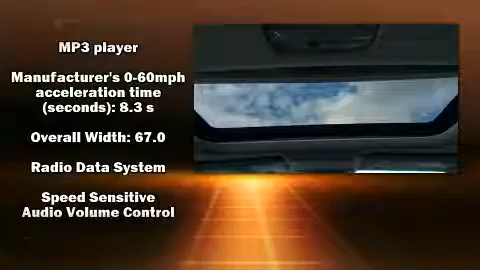 MP3 player
Manufacturer's 0-60mph
acceleration time
(seconds): 8.3 s
Overall Width: 67.0
Radio Data System
Speed Sensitive
Audio Volume Control